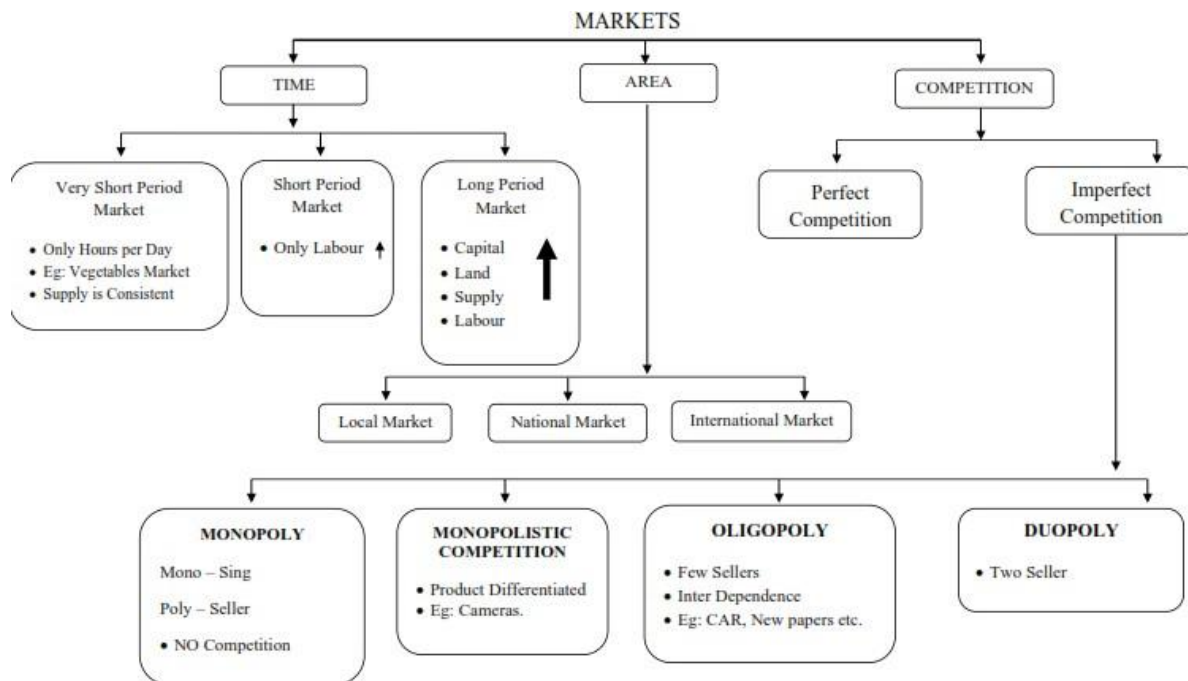 MARKETS
TIME
AREA
COMPETITION
Very Short Period
Market
• Only Hours per Day
• Eg: Vegetables Market
• Supply is Consistent
Short Period
Market
• Only Labour
Long Period
Market
• Capital
• Land
• Supply
• Labour
Perfect
Competition
Imperfect
Competition
Local Market
National Market
International Market
MONOPOLY
Mono – Sing
Poly – Seller
• NO Competition
MONOPOLISTIC
COMPETITION
• Product Differentiated
• Eg: Cameras.
OLIGOPOLY
• Few Sellers
• Inter Dependence
• Eg: CAR, New papers etc.
DUOPOLY
• Two Seller